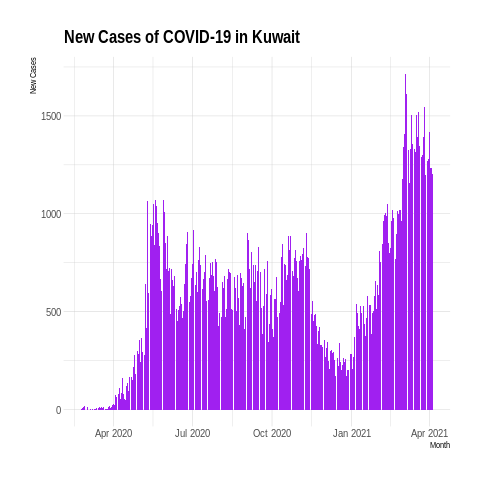 New Cases of COVID-19 in Kuwait
New Cases
1500
1000
500
0
Apr 2020 Jul 2020 Oct 2020 Jan 2021 Apr 2021
Month